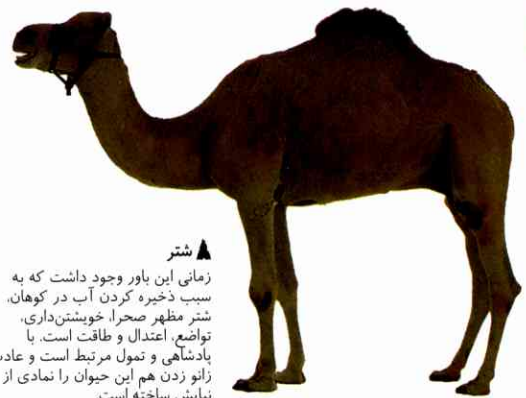 شتر
زمانی این باور وجود داشت که به
سبب ذخیره کردن آب در کوهان،
شتر مظهر صحرا، خویشتن‌داری،
تواضع، اعتدال و طاقت است. با
پادشاهی و تمول مرتبط است و
زانو زدن هم این حیوان را نمادی از
نیایش ساخته است